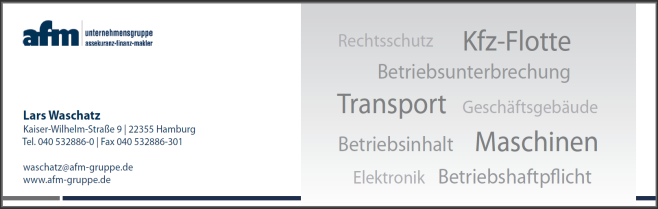 afm unternehmensgruppe
assekuranz-finanz-makler
Lars Waschatz
Kaiser-Wilhelm-Straße 9 | 22355 Hamburg
Tel. 040 532886-0 | Fax 040 532886-301
waschatz@afm-gruppe.de
www.afm-gruppe.de
Rechtsschutz Kfz-Flotte
Betriebsunterbrechung
Transport Geschäftsgebäude
Betriebsinhalt Maschinen
Elektronik Betriebshaftpflicht